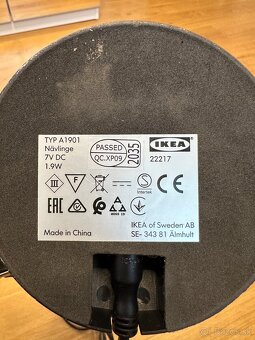 TYP A1901
Nävlinge
7V DC
1.9W
PASSED
QC.XP09
2035
IKEA
22217
Intertek
Made in China
IKEA of Sweden AB
SE- 343 81 Älmhult